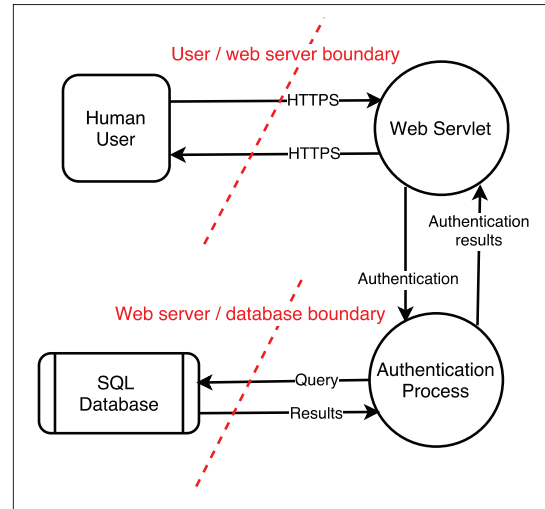 User / web server boundary
Human
User
HTTPS
HTTPS
Web Servlet
Authentication
results
Authentication
Web server / database boundary
SQL
Database
Query
Results
Authentication
Process